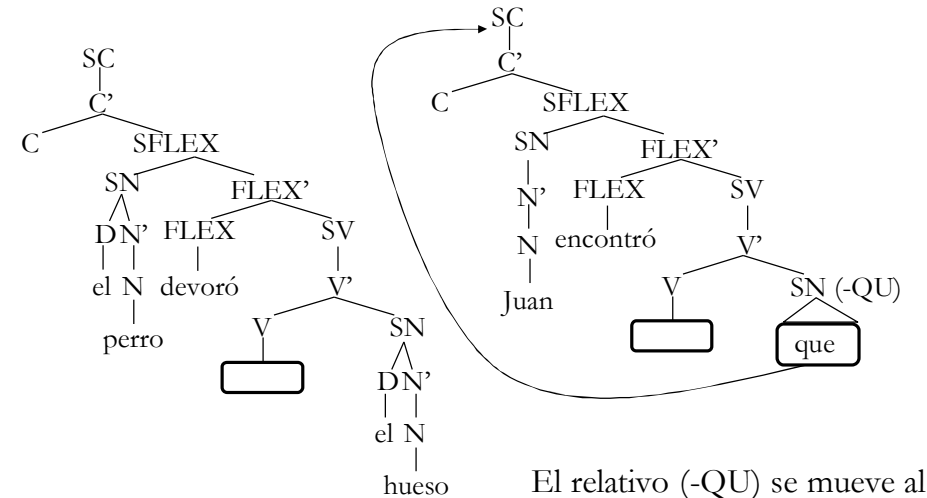 SC
C'
C SFLEX
SN FLEX'
D N' FLEX SV
el N devoró V'
perro V SN
D N'
el N
hueso
SC
C'
C SFLEX
SN FLEX'
N' FLEX SV
N encontró V'
Juan V SN (-QU)
que
El relativo (-QU) se mueve al